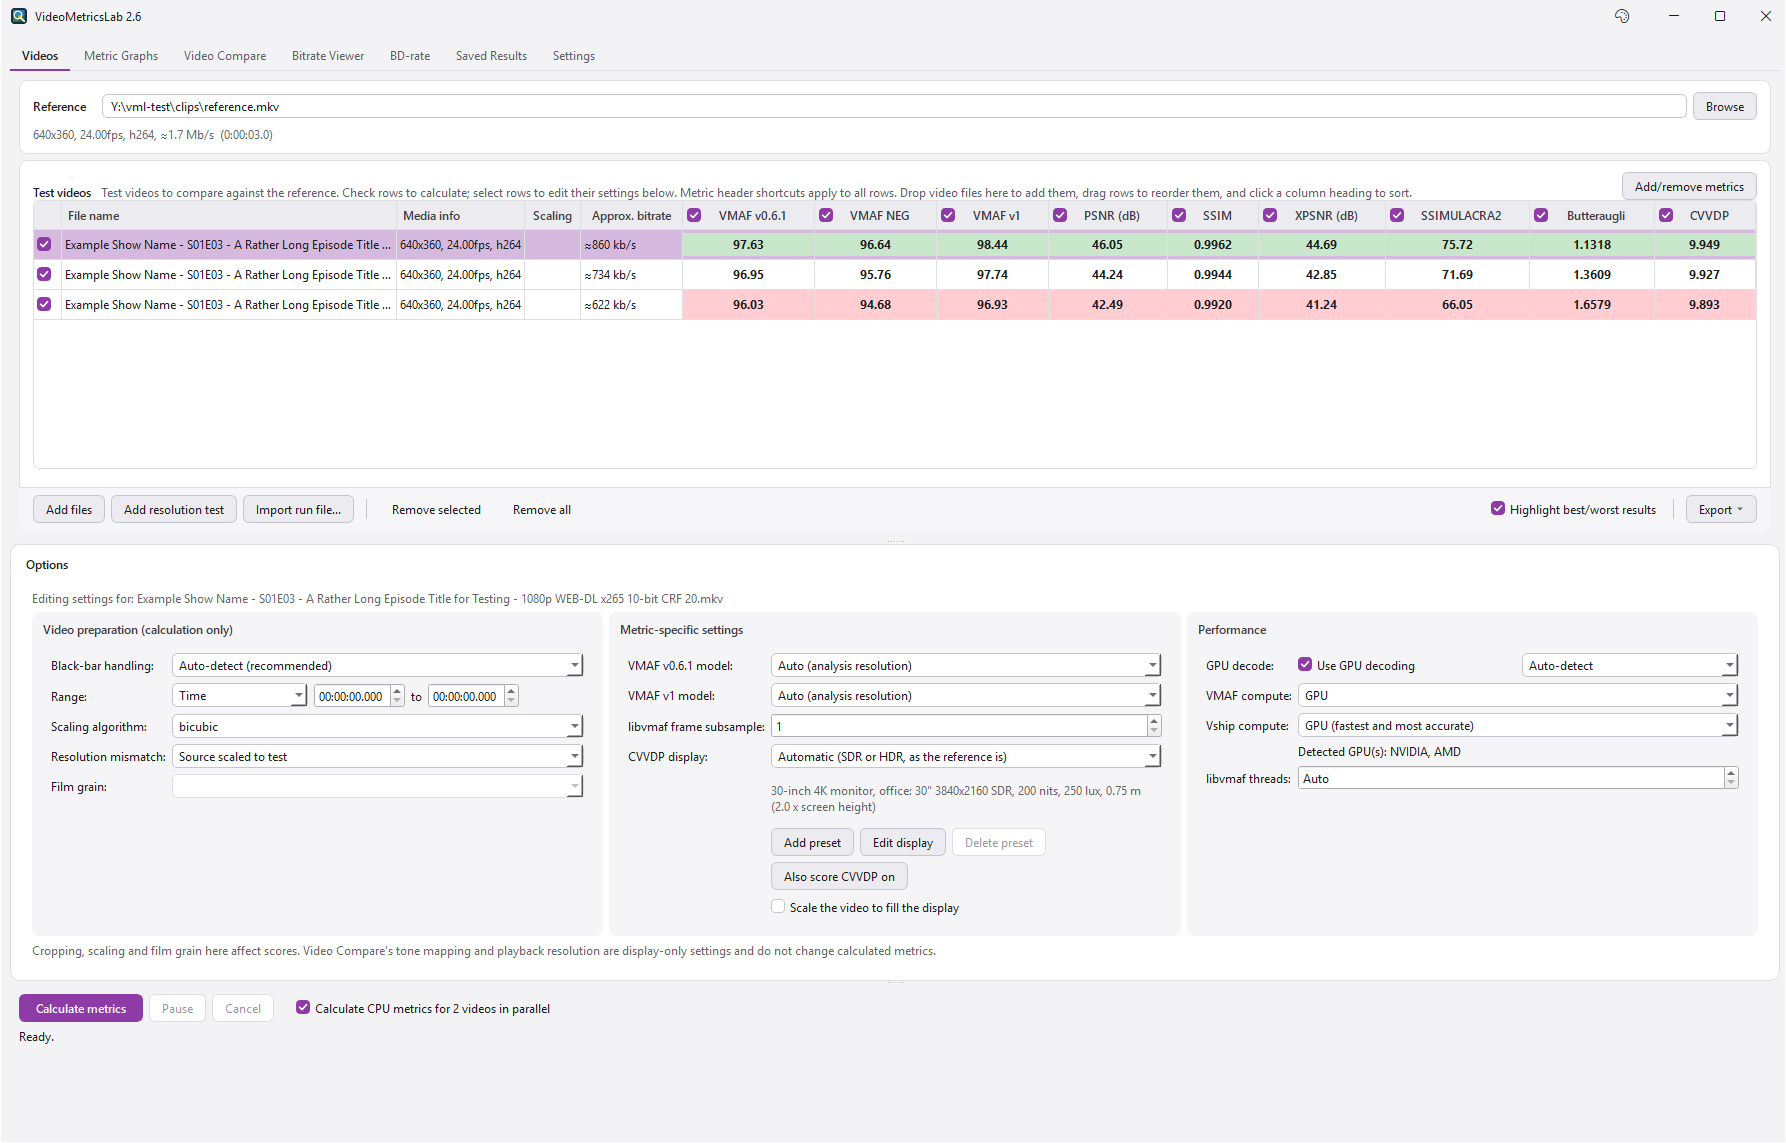 VideoMetricsLab 2.6
Videos Metric Graphs Video Compare Bitrate Viewer BD-rate Saved Results Settings
Reference Y:\vml-test\clips\reference.mkv Browse
640x360, 24.00fps, h264, ≈1.7 Mb/s (0:00:03.0)
Test videos Test videos to compare against the reference. Check rows to calculate; select rows to edit their settings below. Metric header shortcuts apply to all rows. Drop video files here to add them, drag rows to reorder them, and click a column heading to sort. Add/remove metrics
File name Media info Scaling Approx. bitrate VMAF v0.6.1 VMAF NEG VMAF v1 PSNR (dB) SSIM XPSNR (dB) SSIMULACRA2 Butteraugli CVVDP
Example Show Name - S01E03 - A Rather Long Episode Title ... 640x360, 24.00fps, h264 ≈860 kb/s 97.63 96.64 98.44 46.05 0.9962 44.69 75.72 1.1318 9.949
Example Show Name - S01E03 - A Rather Long Episode Title ... 640x360, 24.00fps, h264 ≈734 kb/s 96.95 95.76 97.74 44.24 0.9944 42.85 71.69 1.3609 9.927
Example Show Name - S01E03 - A Rather Long Episode Title ... 640x360, 24.00fps, h264 ≈622 kb/s 96.03 94.68 96.93 42.49 0.9920 41.24 66.05 1.6579 9.893
Add files Add resolution test Import run file... Remove selected Remove all Highlight best/worst results Export
Options
Editing settings for: Example Show Name - S01E03 - A Rather Long Episode Title for Testing - 1080p WEB-DL x265 10-bit CRF 20.mkv
Video preparation (calculation only)
Black-bar handling: Auto-detect (recommended)
Range: Time 00:00:00.000 to 00:00:00.000
Scaling algorithm: bicubic
Resolution mismatch: Source scaled to test
Film grain:
Metric-specific settings
VMAF v0.6.1 model: Auto (analysis resolution)
VMAF v1 model: Auto (analysis resolution)
libvmaf frame subsample: 1
CVVDP display: Automatic (SDR or HDR, as the reference is)
30-inch 4K monitor, office: 30" 3840x2160 SDR, 200 nits, 250 lux, 0.75 m
(2.0 x screen height)
Add preset Edit display Delete preset
Also score CVVDP on
Scale the video to fill the display
Performance
GPU decode: Use GPU decoding Auto-detect
VMAF compute: GPU
Vship compute: GPU (fastest and most accurate)
Detected GPU(s): NVIDIA, AMD
libvmaf threads: Auto
Cropping, scaling and film grain here affect scores. Video Compare's tone mapping and playback resolution are display-only settings and do not change calculated metrics.
Calculate metrics Pause Cancel Calculate CPU metrics for 2 videos in parallel
Ready.